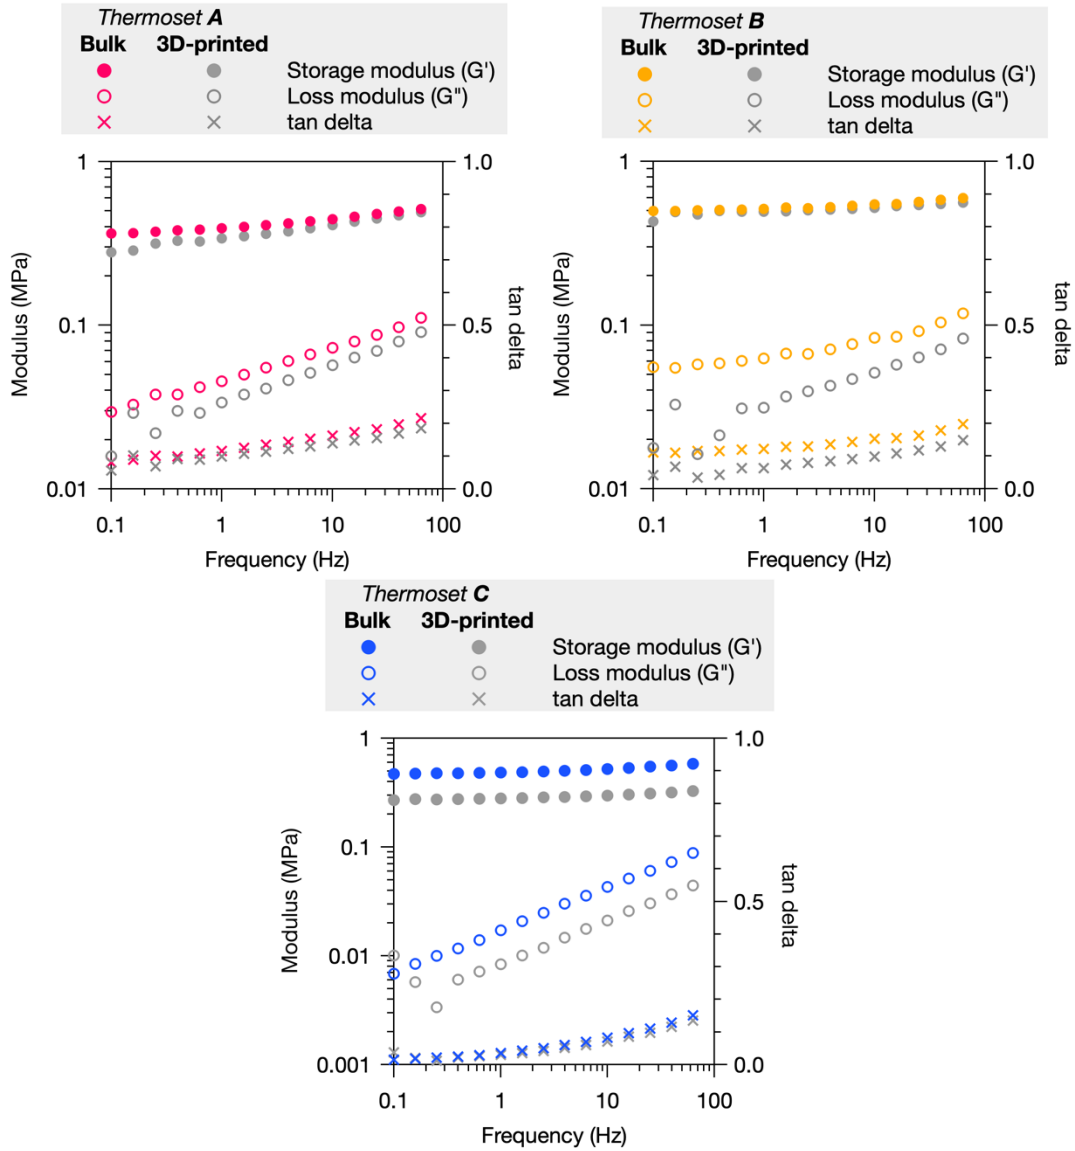 Thermoset A
Bulk 3D-printed
Storage modulus (G')
Loss modulus (G")
tan delta
1
0.1
0.01
Modulus (MPa)
1.0
0.5
0.0
tan delta
0.1 1 10 100
Frequency (Hz)
Thermoset B
Bulk 3D-printed
Storage modulus (G')
Loss modulus (G")
tan delta
1
0.1
0.01
Modulus (MPa)
1.0
0.5
0.0
tan delta
0.1 1 10 100
Frequency (Hz)
Thermoset C
Bulk 3D-printed
Storage modulus (G')
Loss modulus (G")
tan delta
1
0.1
0.01
0.001
Modulus (MPa)
1.0
0.5
0.0
tan delta
0.1 1 10 100
Frequency (Hz)